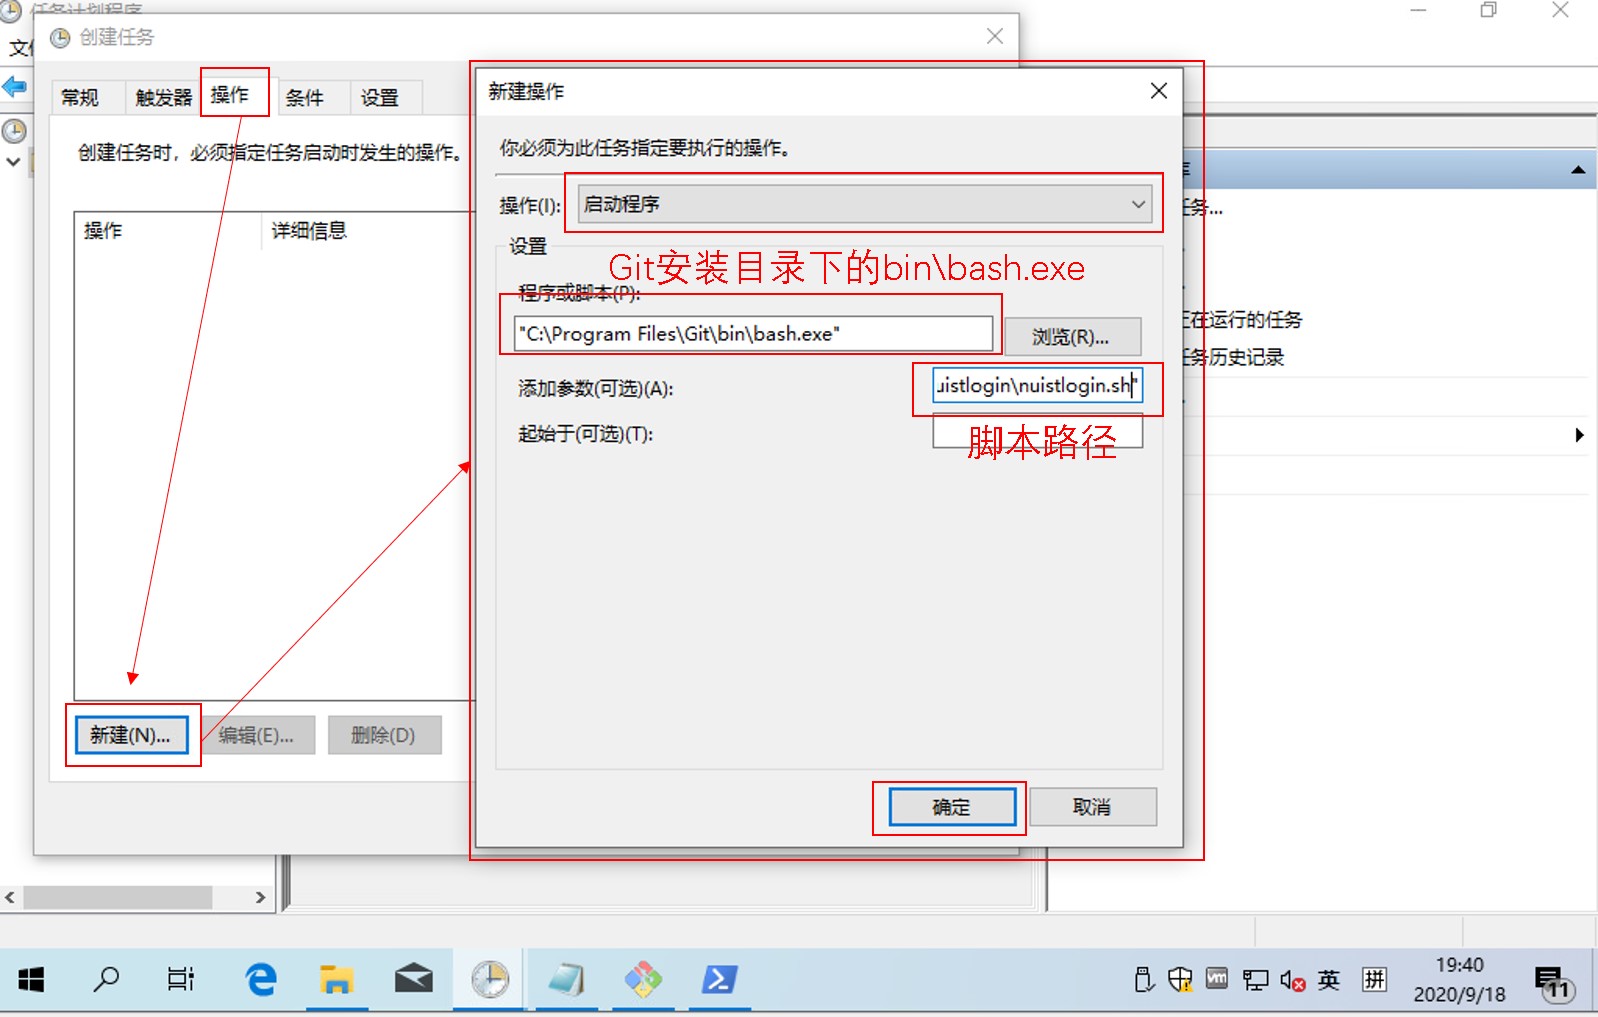 任务计划程序
创建任务
文件
常规 触发器 操作 条件 设置
创建任务时，必须指定任务启动时发生的操作。
操作 详细信息
新建(N)... 编辑(E)... 删除(D)
新建操作
你必须为此任务指定要执行的操作。
操作(I): 启动程序
设置
Git安装目录下的bin\bash.exe
程序或脚本(P):
"C:\Program Files\Git\bin\bash.exe" 浏览(R)...
添加参数(可选)(A): uistlogin\nuistlogin.sh"
起始于(可选)(T):
脚本路径
确定 取消
任务...
正在运行的任务
任务历史记录
英 拼
19:40
2020/9/18
11